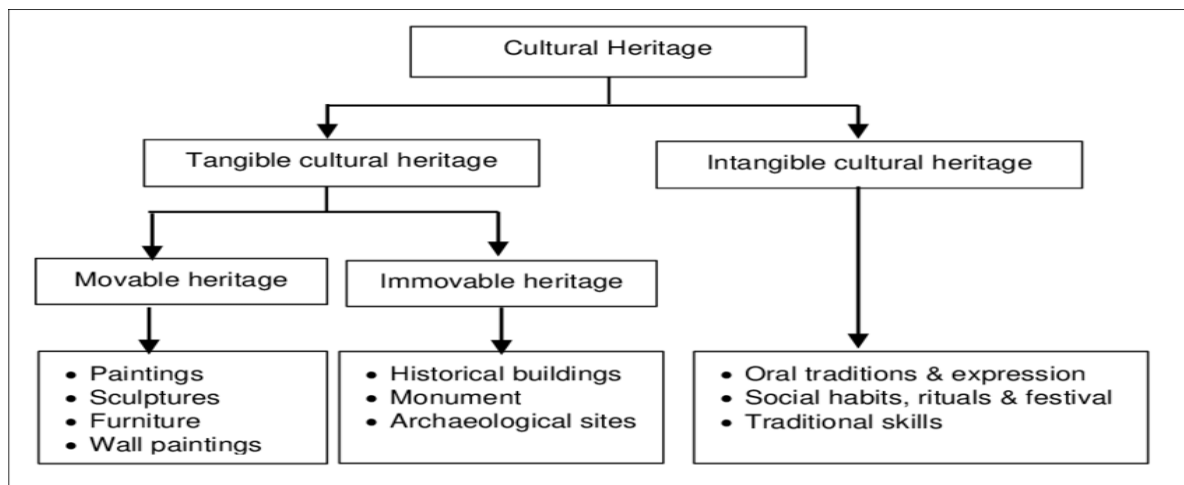 Cultural Heritage
Tangible cultural heritage
Intangible cultural heritage
Movable heritage
Immovable heritage
• Paintings
• Sculptures
• Furniture
• Wall paintings
• Historical buildings
• Monument
• Archaeological sites
• Oral traditions & expression
• Social habits, rituals & festival
• Traditional skills